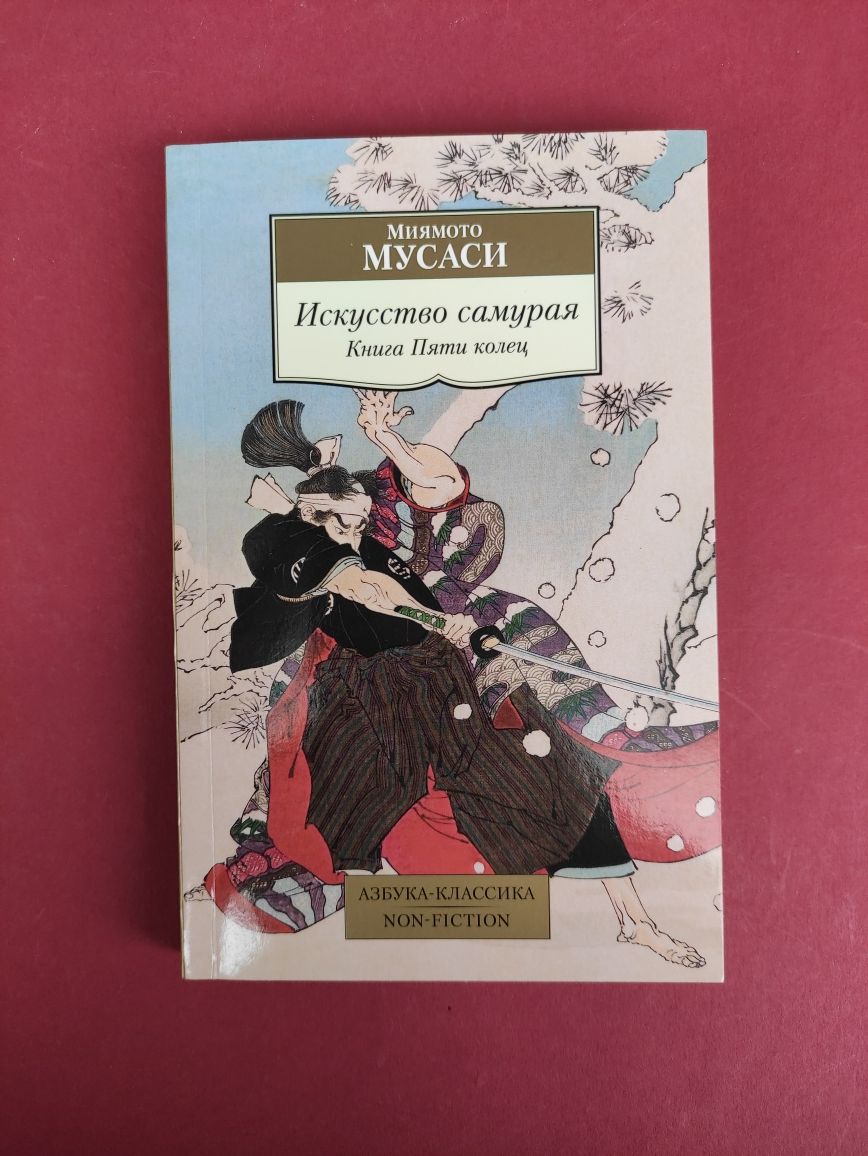 Миямото
МУСАСИ
Искусство самурая
Книга Пяти колец
АЗБУКА-КЛАССИКА
NON-FICTION